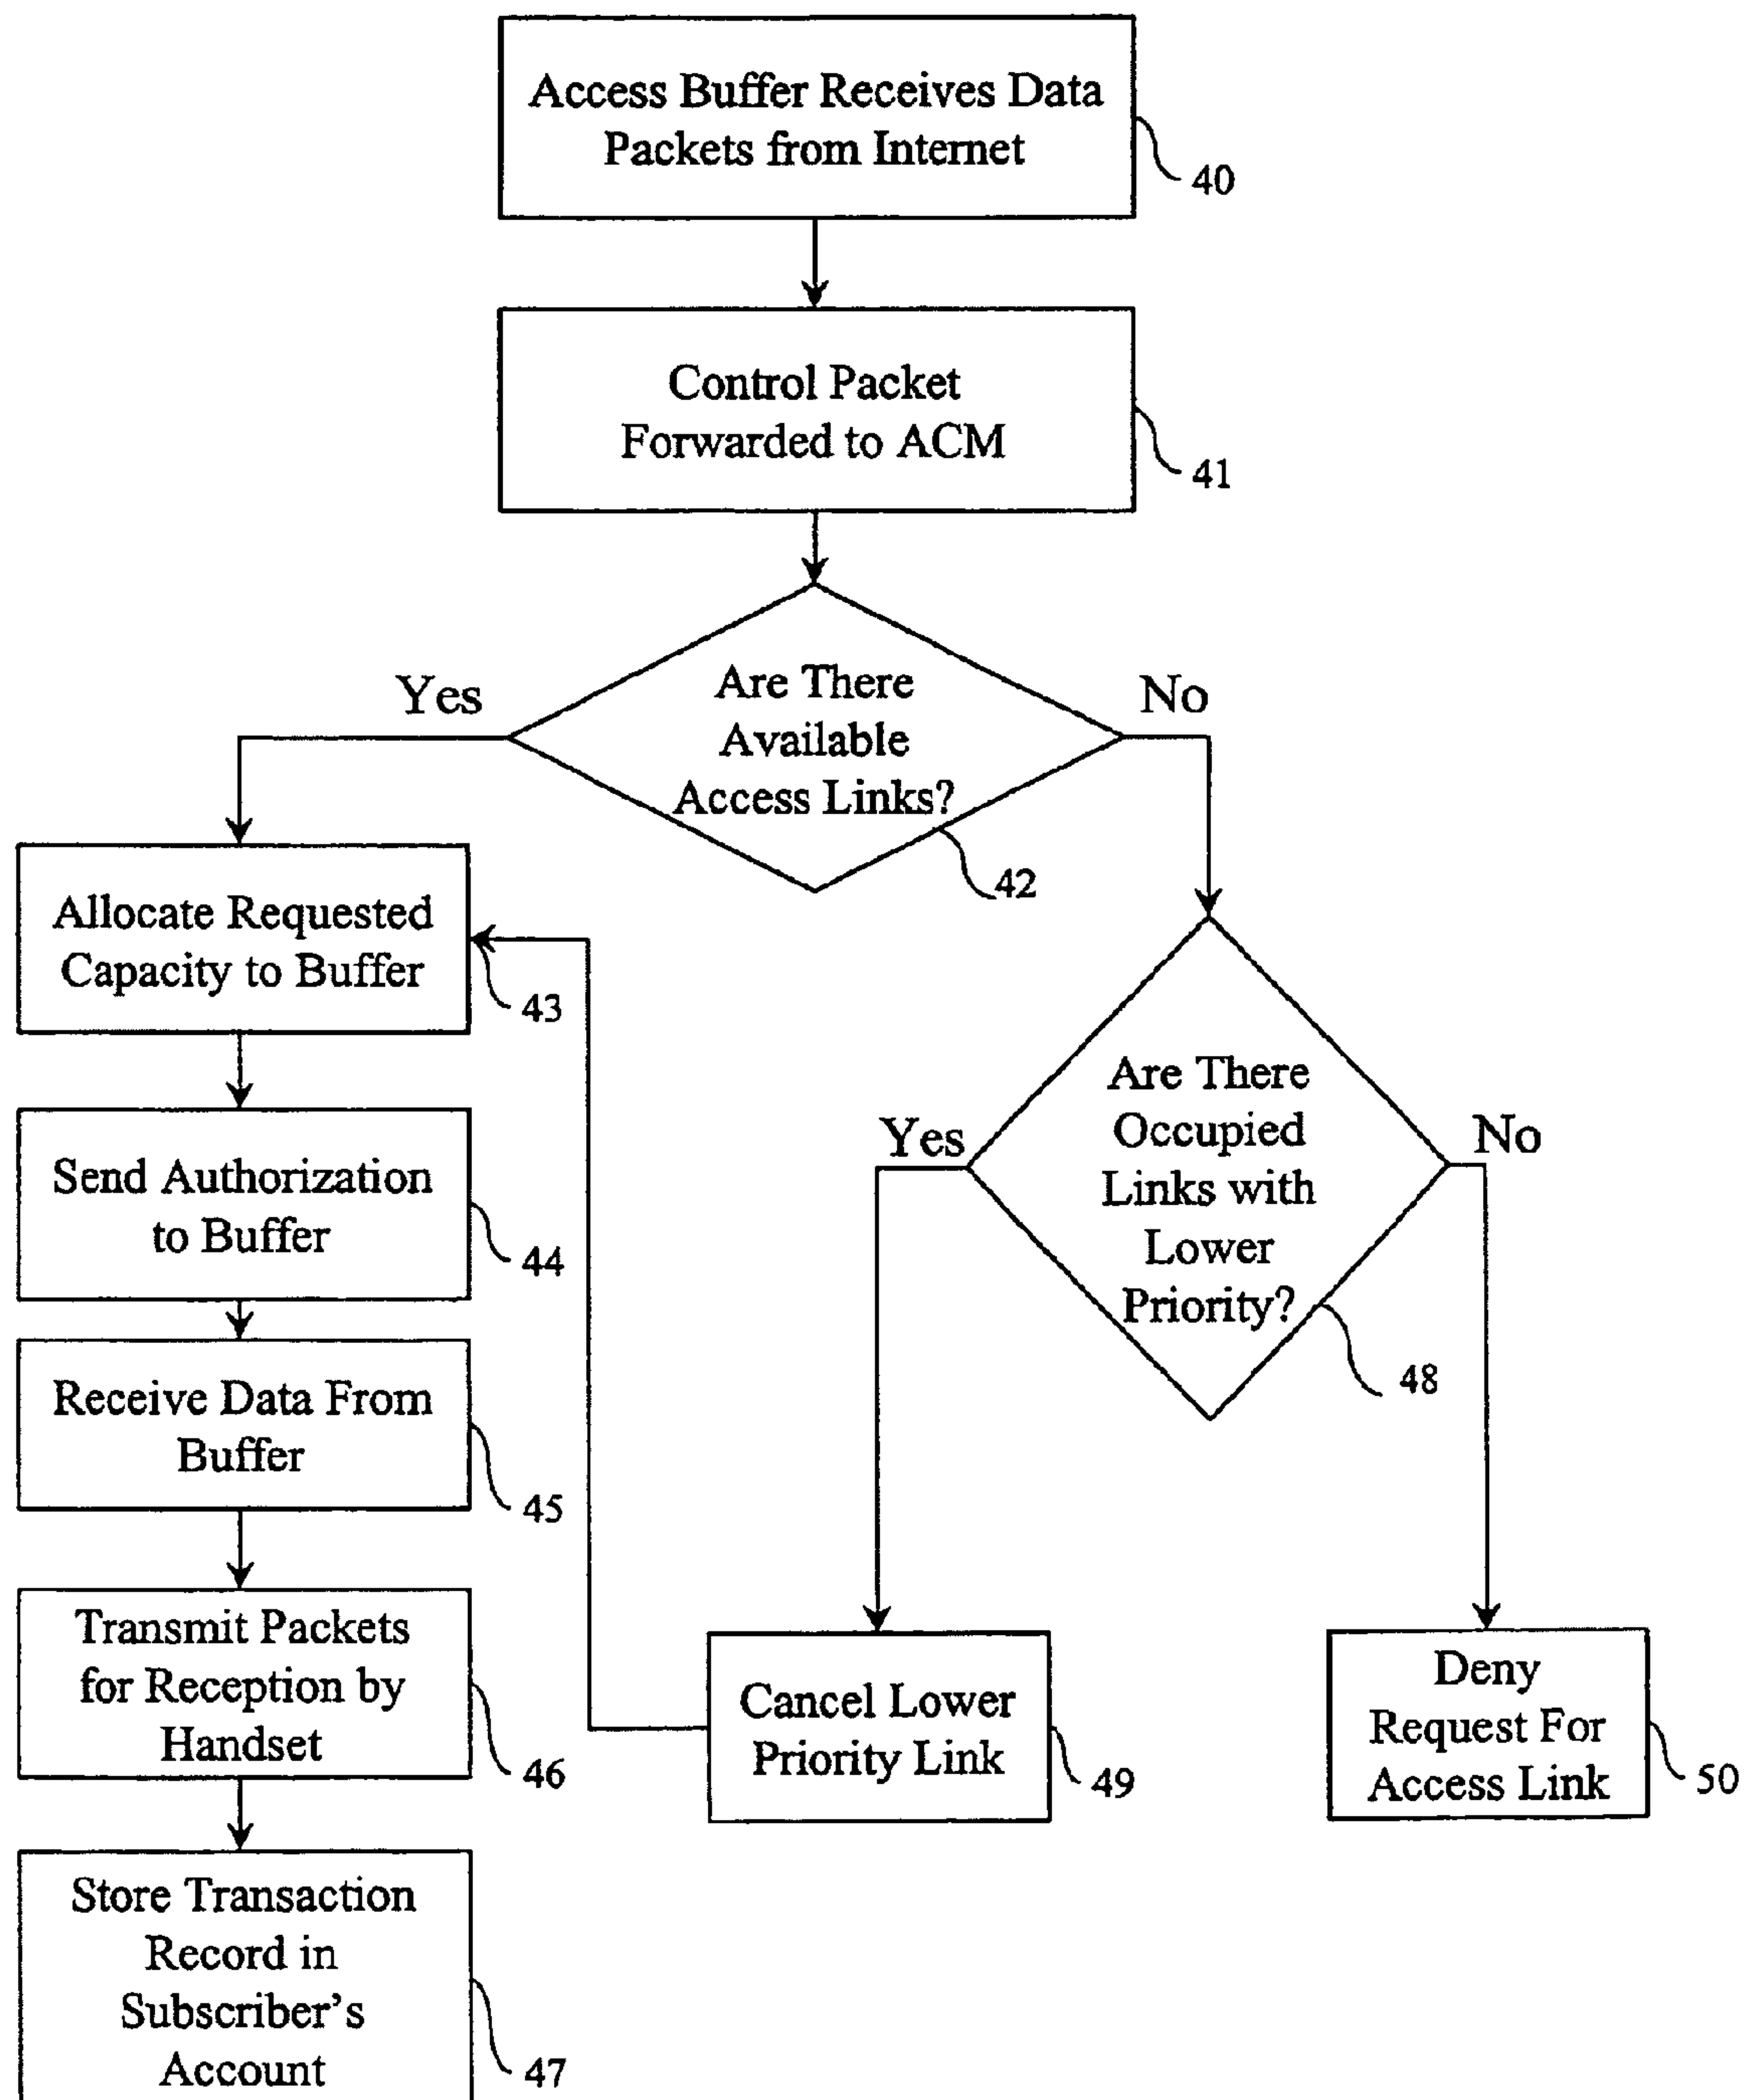 Access Buffer Receives Data
Packets from Internet
40
Control Packet
Forwarded to ACM
41
Are There
Available
Access Links?
42
Yes
No
Allocate Requested
Capacity to Buffer
43
Send Authorization
to Buffer
44
Receive Data From
Buffer
45
Transmit Packets
for Reception by
Handset
46
Store Transaction
Record in
Subscriber's
Account
47
Are There
Occupied
Links with
Lower
Priority?
48
Yes
No
Cancel Lower
Priority Link
49
Deny
Request For
Access Link
50